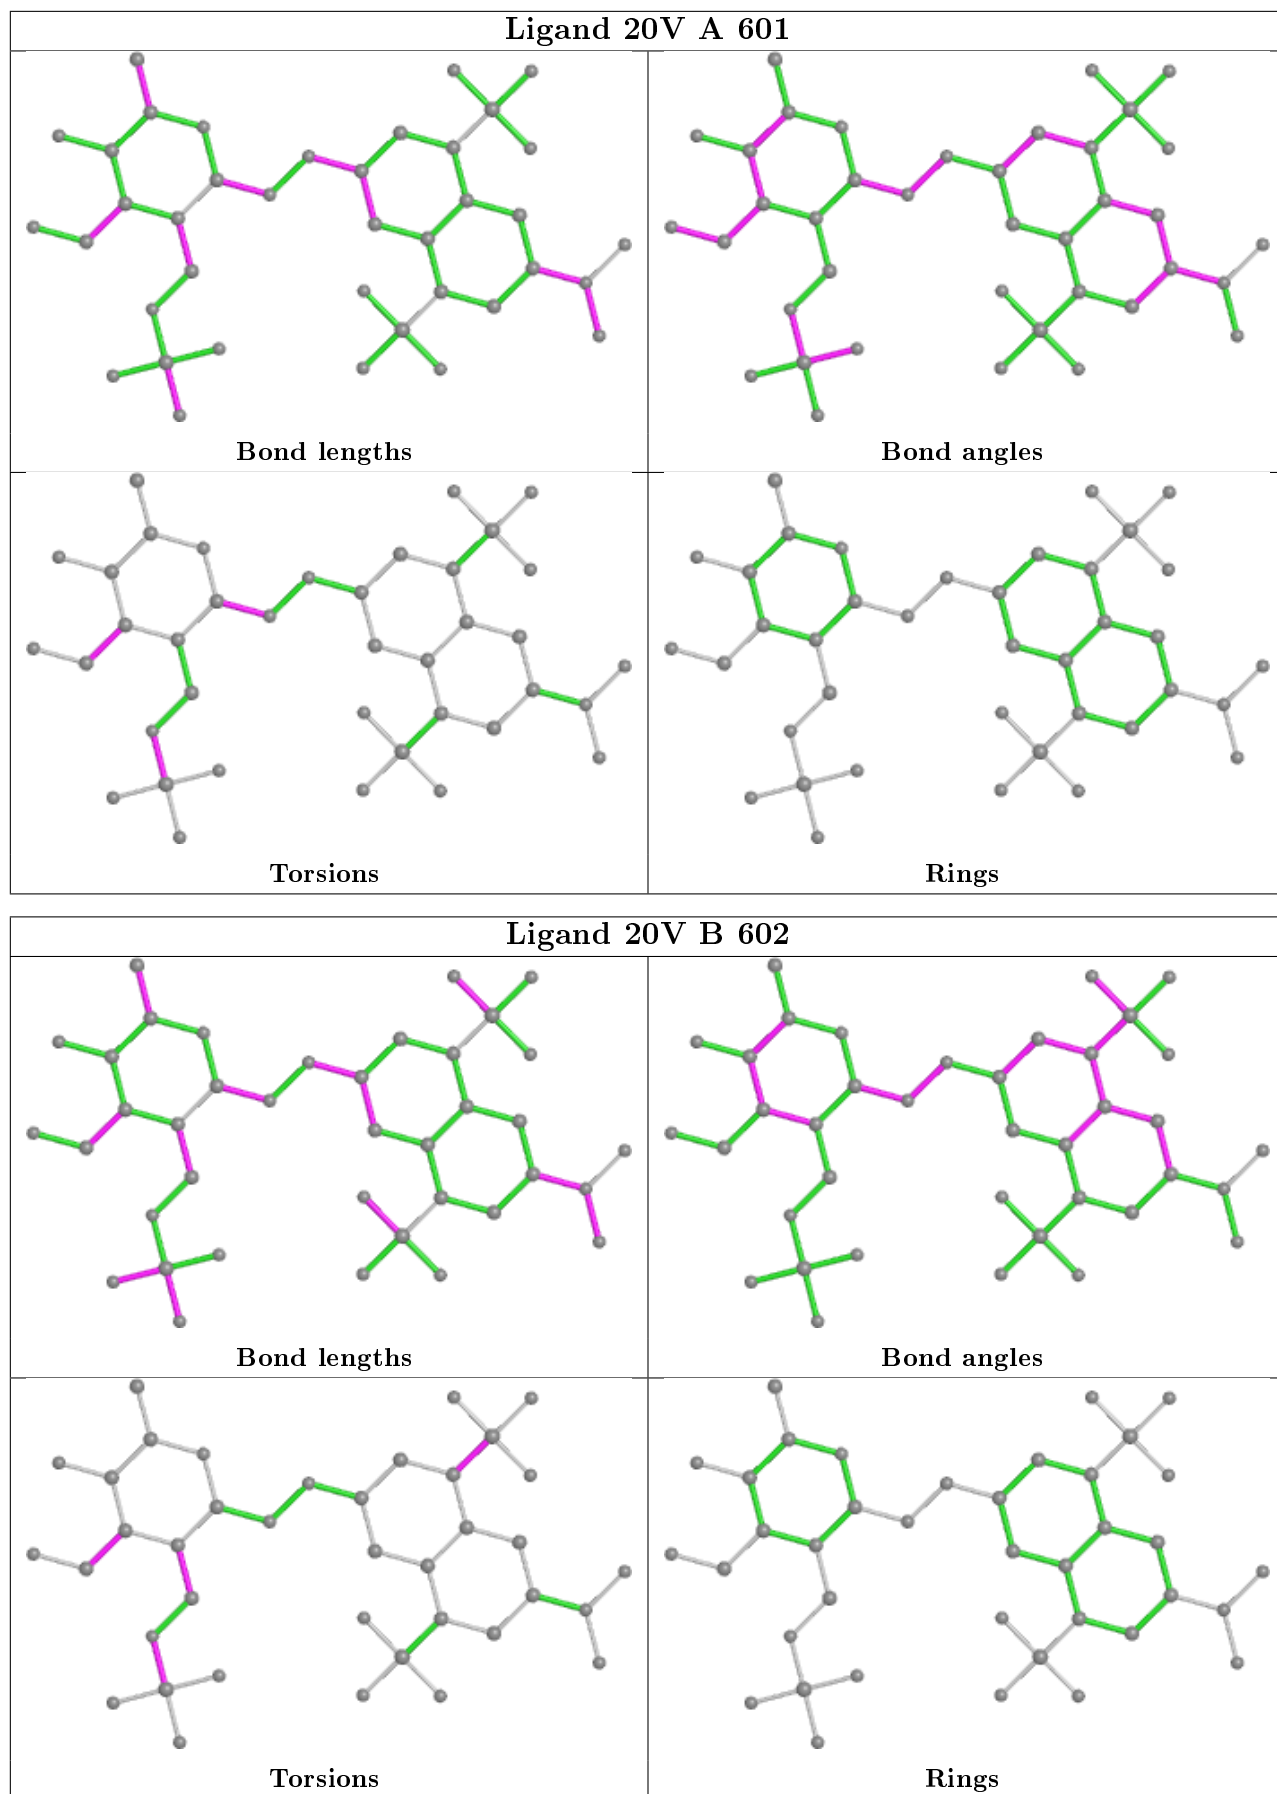 Ligand 20V A 601
Bond lengths
Bond angles
Torsions
Rings
Ligand 20V B 602
Bond lengths
Bond angles
Torsions
Rings